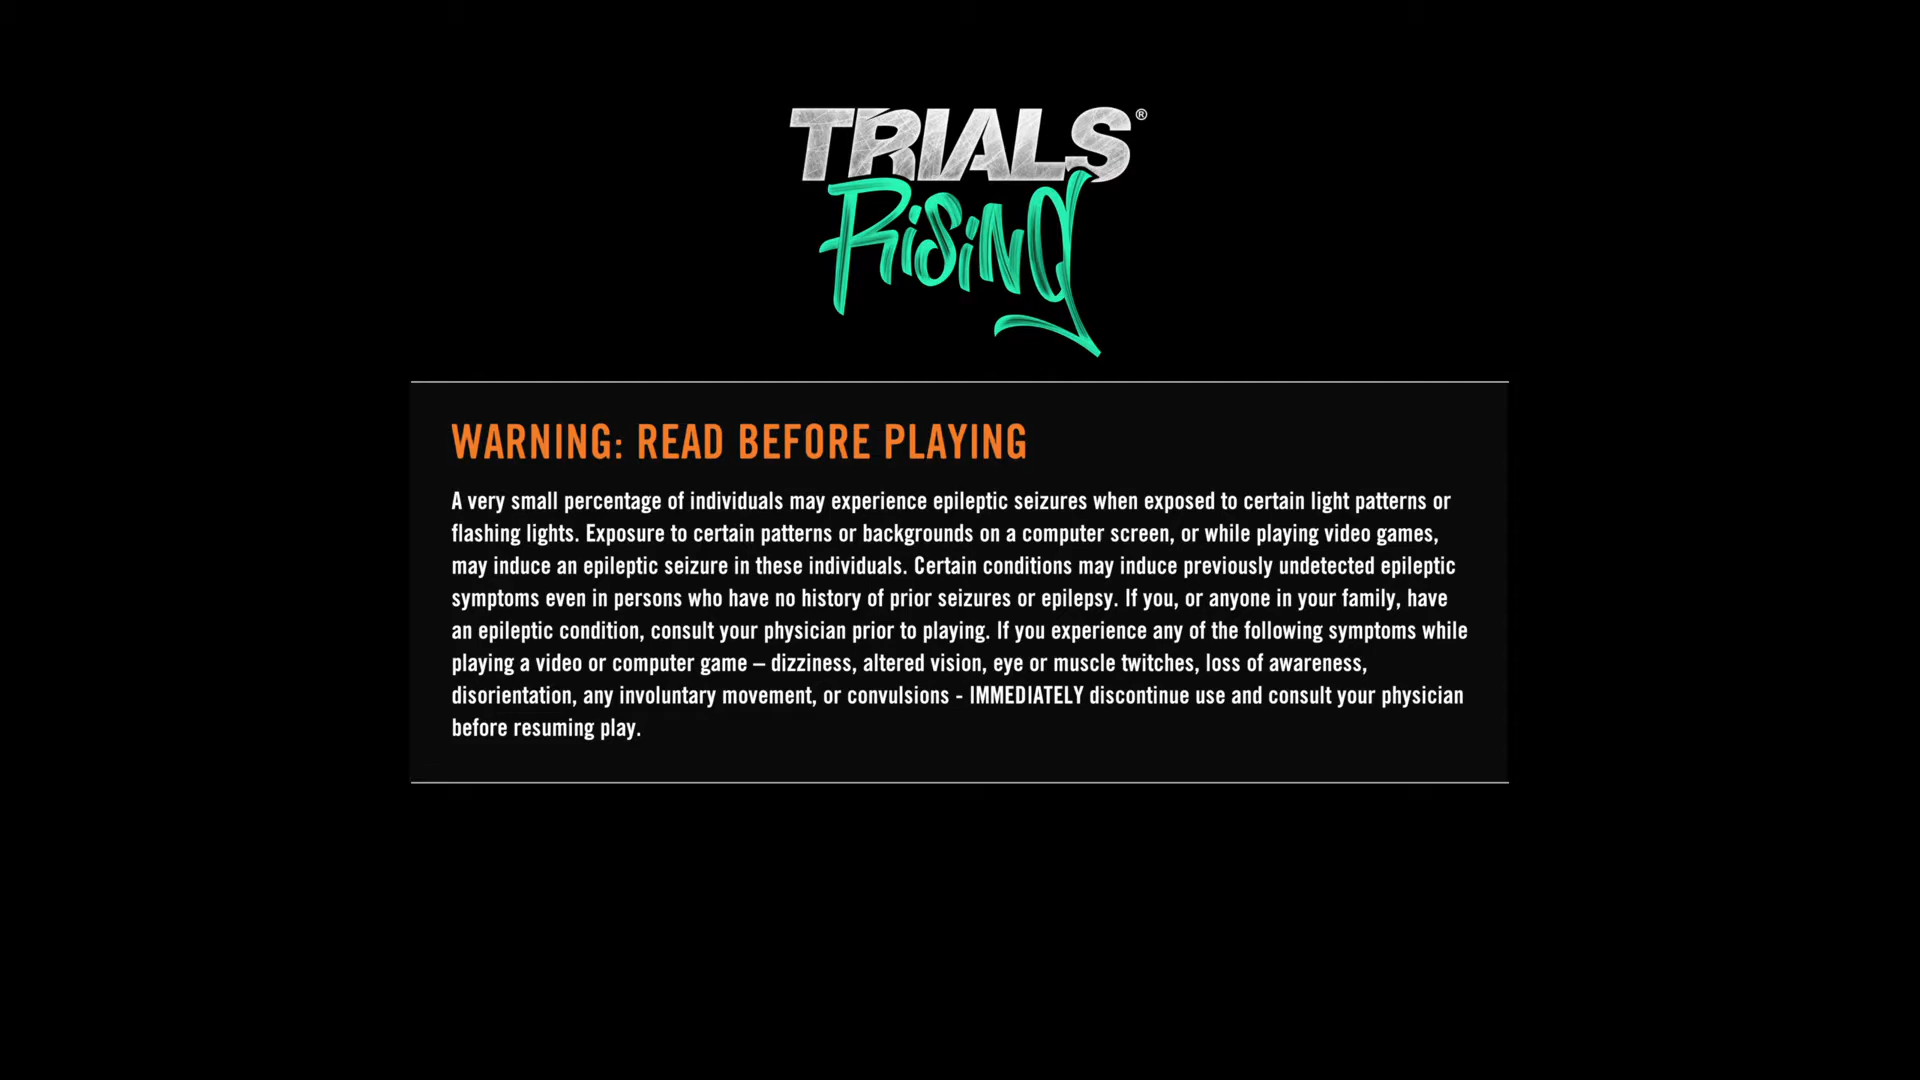 TRIALS®
Rising
WARNING: READ BEFORE PLAYING
A very small percentage of individuals may experience epileptic seizures when exposed to certain light patterns or
flashing lights. Exposure to certain patterns or backgrounds on a computer screen, or while playing video games,
may induce an epileptic seizure in these individuals. Certain conditions may induce previously undetected epileptic
symptoms even in persons who have no history of prior seizures or epilepsy. If you, or anyone in your family, have
an epileptic condition, consult your physician prior to playing. If you experience any of the following symptoms while
playing a video or computer game – dizziness, altered vision, eye or muscle twitches, loss of awareness,
disorientation, any involuntary movement, or convulsions - IMMEDIATELY discontinue use and consult your physician
before resuming play.